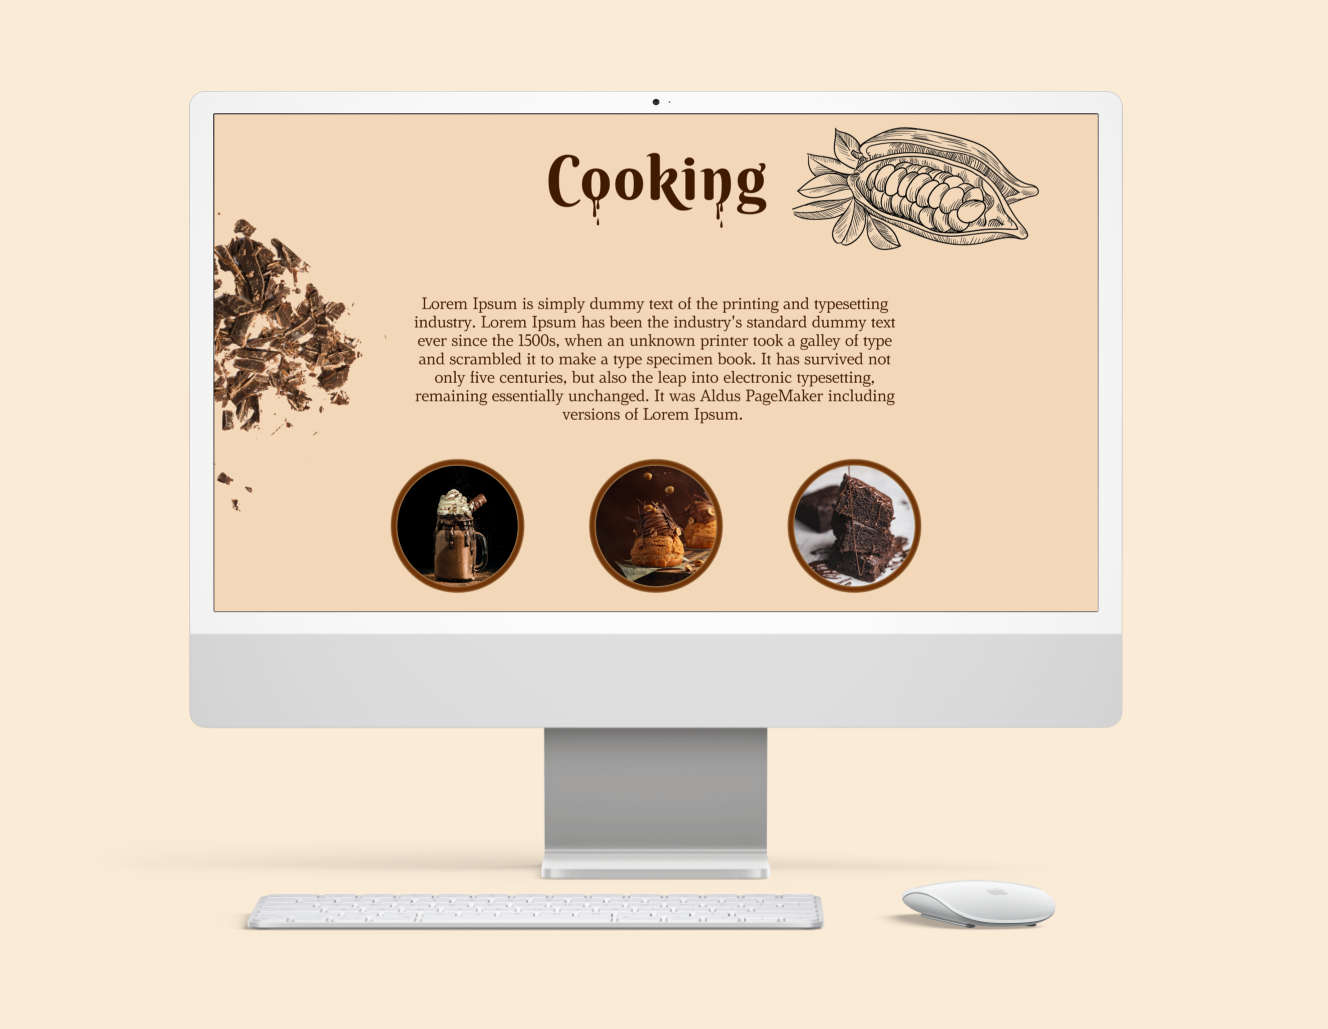 Cooking
Lorem Ipsum is simply dummy text of the printing and typesetting
industry. Lorem Ipsum has been the industry's standard dummy text
ever since the 1500s, when an unknown printer took a galley of type
and scrambled it to make a type specimen book. It has survived not
only five centuries, but also the leap into electronic typesetting,
remaining essentially unchanged. It was Aldus PageMaker including
versions of Lorem Ipsum.